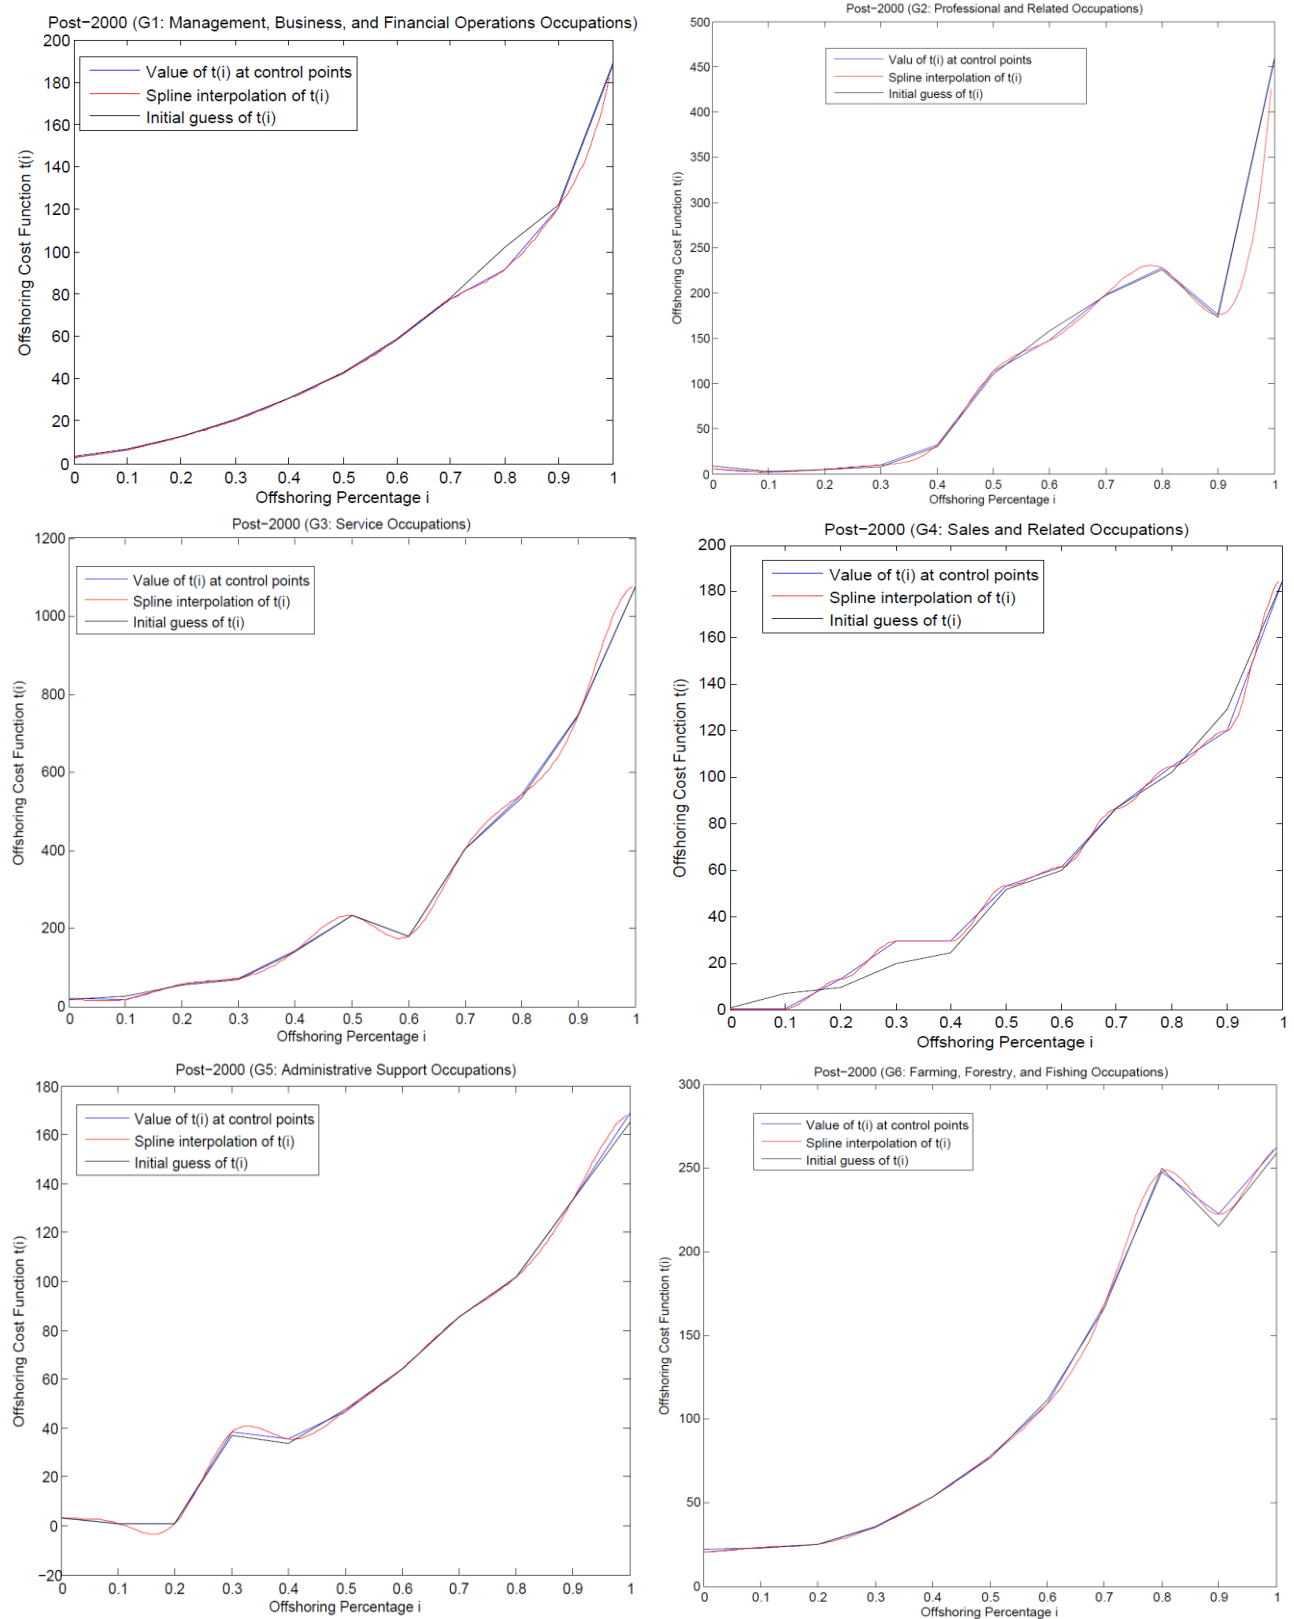 Post−2000 (G1: Management, Business, and Financial Operations Occupations)
200
180
160
140
120
100
80
60
40
20
0
Offshoring Cost Function t(i)
Value of t(i) at control points
Spline interpolation of t(i)
Initial guess of t(i)
0 0.1 0.2 0.3 0.4 0.5 0.6 0.7 0.8 0.9 1
Offshoring Percentage i
Post−2000 (G2: Professional and Related Occupations)
500
450
400
350
300
250
200
150
100
50
0
Offshoring Cost Function t(i)
Valu of t(i) at control points
Spline interpolation of t(i)
Initial guess of t(i)
0 0.1 0.2 0.3 0.4 0.5 0.6 0.7 0.8 0.9 1
Offshoring Percentage i
Post−2000 (G3: Service Occupations)
1200
1000
800
600
400
200
0
Offshoring Cost Function t(i)
Value of t(i) at control points
Spline interpolation of t(i)
Initial guess of t(i)
0 0.1 0.2 0.3 0.4 0.5 0.6 0.7 0.8 0.9 1
Offshoring Percentage i
Post−2000 (G4: Sales and Related Occupations)
200
180
160
140
120
100
80
60
40
20
0
Offshoring Cost Function t(i)
Value of t(i) at control points
Spline interpolation of t(i)
Initial guess of t(i)
0 0.1 0.2 0.3 0.4 0.5 0.6 0.7 0.8 0.9 1
Offshoring Percentage i
Post−2000 (G5: Administrative Support Occupations)
180
160
140
120
100
80
60
40
20
0
−20
Offshoring Cost Function t(i)
Value of t(i) at control points
Spline interpolation of t(i)
Initial guess of t(i)
0 0.1 0.2 0.3 0.4 0.5 0.6 0.7 0.8 0.9 1
Offshoring Percentage i
Post−2000 (G6: Farming, Forestry, and Fishing Occupations)
300
250
200
150
100
50
0
Offshoring Cost Function t(i)
Value of t(i) at control points
Spline interpolation of t(i)
Initial guess of t(i)
0 0.1 0.2 0.3 0.4 0.5 0.6 0.7 0.8 0.9 1
Offshoring Percentage i